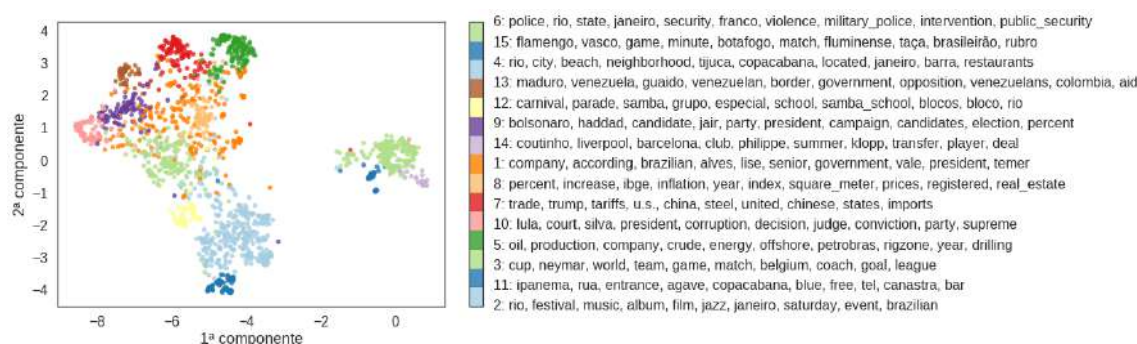 4
3
2
1
0
−1
−2
−3
−4
2ª componente
−8
−6
−4
−2
0
1ª componente
6: police, rio, state, janeiro, security, franco, violence, military_police, intervention, public_security
15: flamengo, vasco, game, minute, botafogo, match, fluminense, taça, brasileirão, rubro
4: rio, city, beach, neighborhood, tijuca, copacabana, located, janeiro, barra, restaurants
13: maduro, venezuela, guaido, venezuelan, border, government, opposition, venezuelans, colombia, aid
12: carnival, parade, samba, grupo, especial, school, samba_school, blocos, bloco, rio
9: bolsonaro, haddad, candidate, jair, party, president, campaign, candidates, election, percent
14: coutinho, liverpool, barcelona, club, philippe, summer, klopp, transfer, player, deal
1: company, according, brazilian, alves, lise, senior, government, vale, president, temer
8: percent, increase, ibge, inflation, year, index, square_meter, prices, registered, real_estate
7: trade, trump, tariffs, u.s., china, steel, united, chinese, states, imports
10: lula, court, silva, president, corruption, decision, judge, conviction, party, supreme
5: oil, production, company, crude, energy, offshore, petrobras, rigzone, year, drilling
3: cup, neymar, world, team, game, match, belgium, coach, goal, league
11: ipanema, rua, entrance, agave, copacabana, blue, free, tel, canastra, bar
2: rio, festival, music, album, film, jazz, janeiro, saturday, event, brazilian